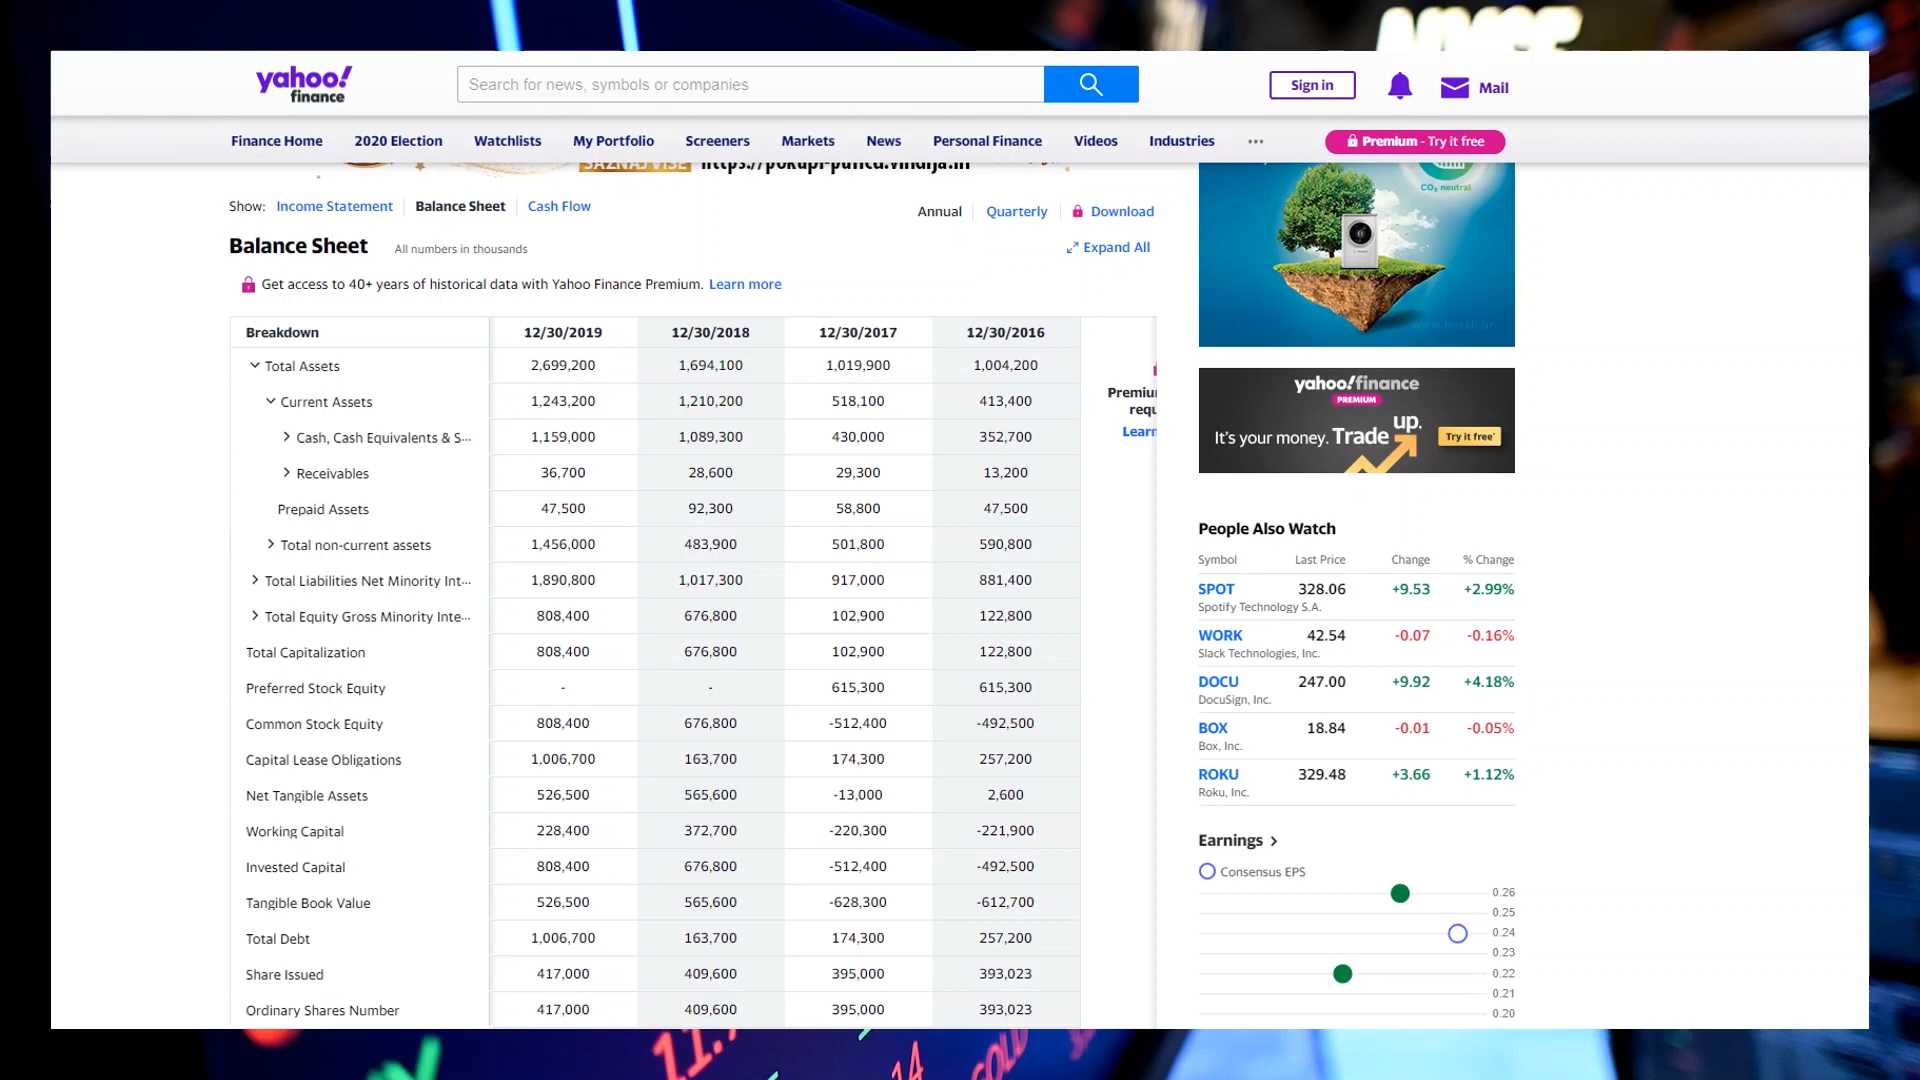 yahoo!
finance
Search for news, symbols or companies
Sign in
Mail
Finance Home 2020 Election Watchlists My Portfolio Screeners Markets News Personal Finance Videos Industries ••• Premium - Try it free
SAZNAJ VIŠE
CO₂ neutral
Show: Income Statement Balance Sheet Cash Flow
Annual Quarterly Download
Balance Sheet All numbers in thousands
Expand All
Get access to 40+ years of historical data with Yahoo Finance Premium. Learn more
www.bosch.hr
Breakdown 12/30/2019 12/30/2018 12/30/2017 12/30/2016
Total Assets 2,699,200 1,694,100 1,019,900 1,004,200
Current Assets 1,243,200 1,210,200 518,100 413,400
Cash, Cash Equivalents & S... 1,159,000 1,089,300 430,000 352,700
Receivables 36,700 28,600 29,300 13,200
Prepaid Assets 47,500 92,300 58,800 47,500
Total non-current assets 1,456,000 483,900 501,800 590,800
Total Liabilities Net Minority Int... 1,890,800 1,017,300 917,000 881,400
Total Equity Gross Minority Inte... 808,400 676,800 102,900 122,800
Total Capitalization 808,400 676,800 102,900 122,800
Preferred Stock Equity - - 615,300 615,300
Common Stock Equity 808,400 676,800 -512,400 -492,500
Capital Lease Obligations 1,006,700 163,700 174,300 257,200
Net Tangible Assets 526,500 565,600 -13,000 2,600
Working Capital 228,400 372,700 -220,300 -221,900
Invested Capital 808,400 676,800 -512,400 -492,500
Tangible Book Value 526,500 565,600 -628,300 -612,700
Total Debt 1,006,700 163,700 174,300 257,200
Share Issued 417,000 409,600 395,000 393,023
Ordinary Shares Number 417,000 409,600 395,000 393,023
Premiu
requ
Learn
yahoo!finance
PREMIUM
It's your money. Trade up.
Try it free*
People Also Watch
Symbol Last Price Change % Change
SPOT 328.06 +9.53 +2.99%
Spotify Technology S.A.
WORK 42.54 -0.07 -0.16%
Slack Technologies, Inc.
DOCU 247.00 +9.92 +4.18%
DocuSign, Inc.
BOX 18.84 -0.01 -0.05%
Box, Inc.
ROKU 329.48 +3.66 +1.12%
Roku, Inc.
Earnings
Consensus EPS
0.26
0.25
0.24
0.23
0.22
0.21
0.20
14
GOLD